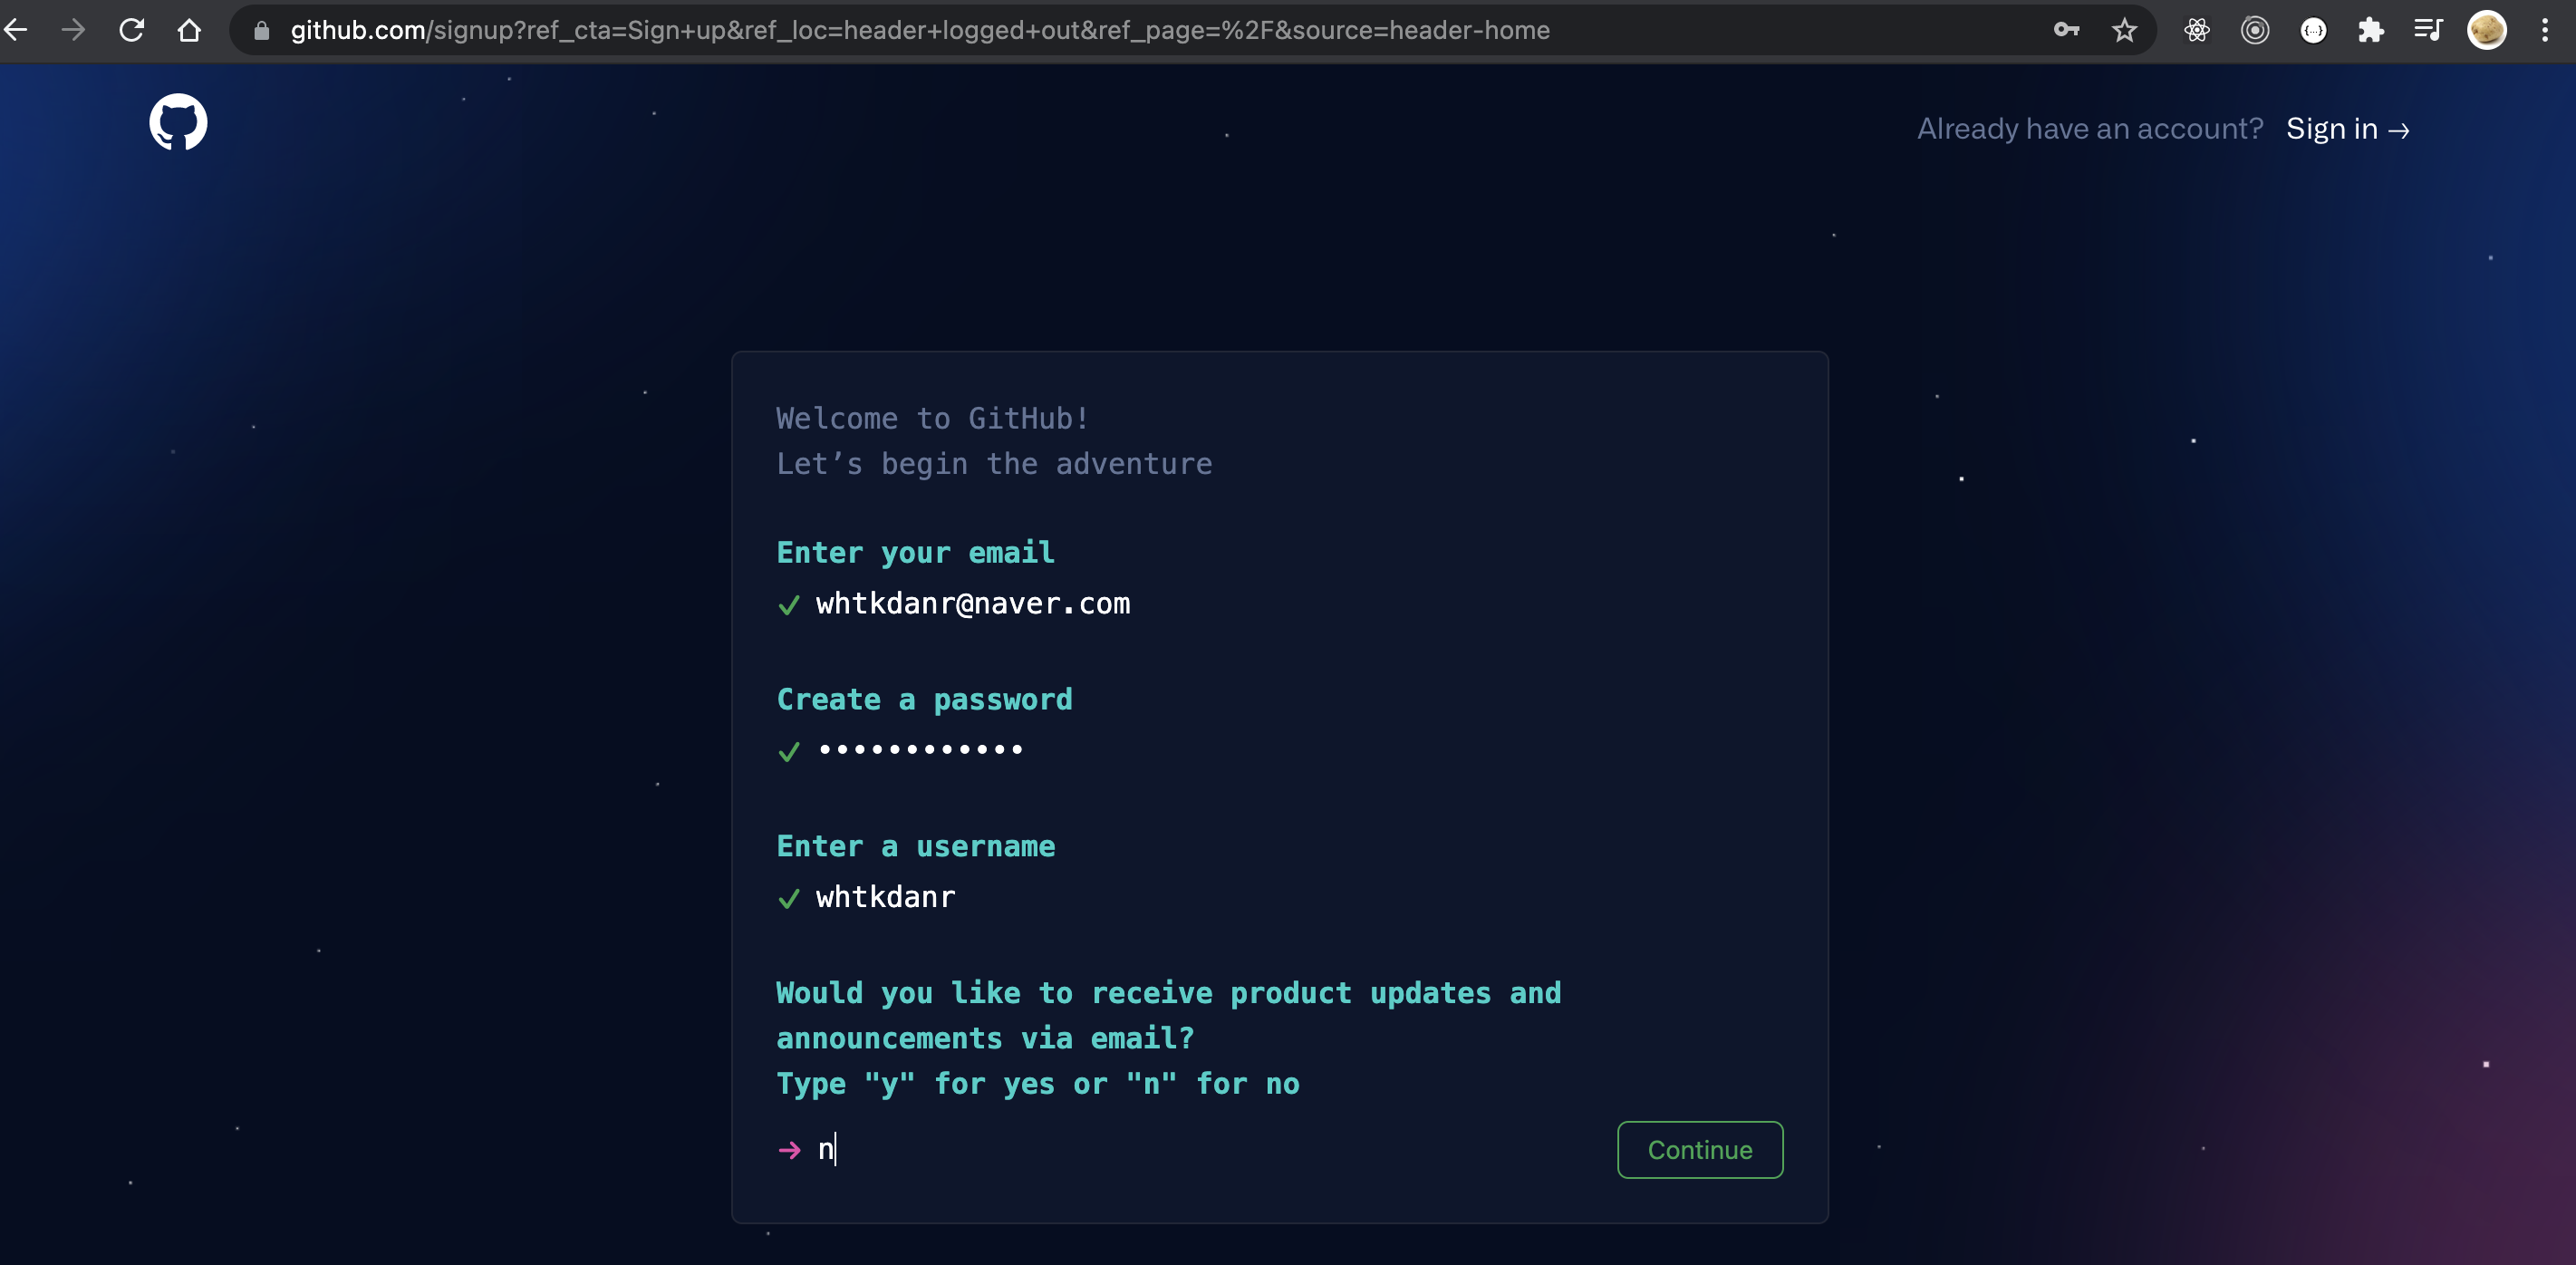 github.com/signup?ref_cta=Sign+up&ref_loc=header+logged+out&ref_page=%2F&source=header-home
Already have an account? Sign in →
Welcome to GitHub!
Let’s begin the adventure
Enter your email
✓ whtkdanr@naver.com
Create a password
✓ ••••••••••••
Enter a username
✓ whtkdanr
Would you like to receive product updates and
announcements via email?
Type "y" for yes or "n" for no
→ n
Continue